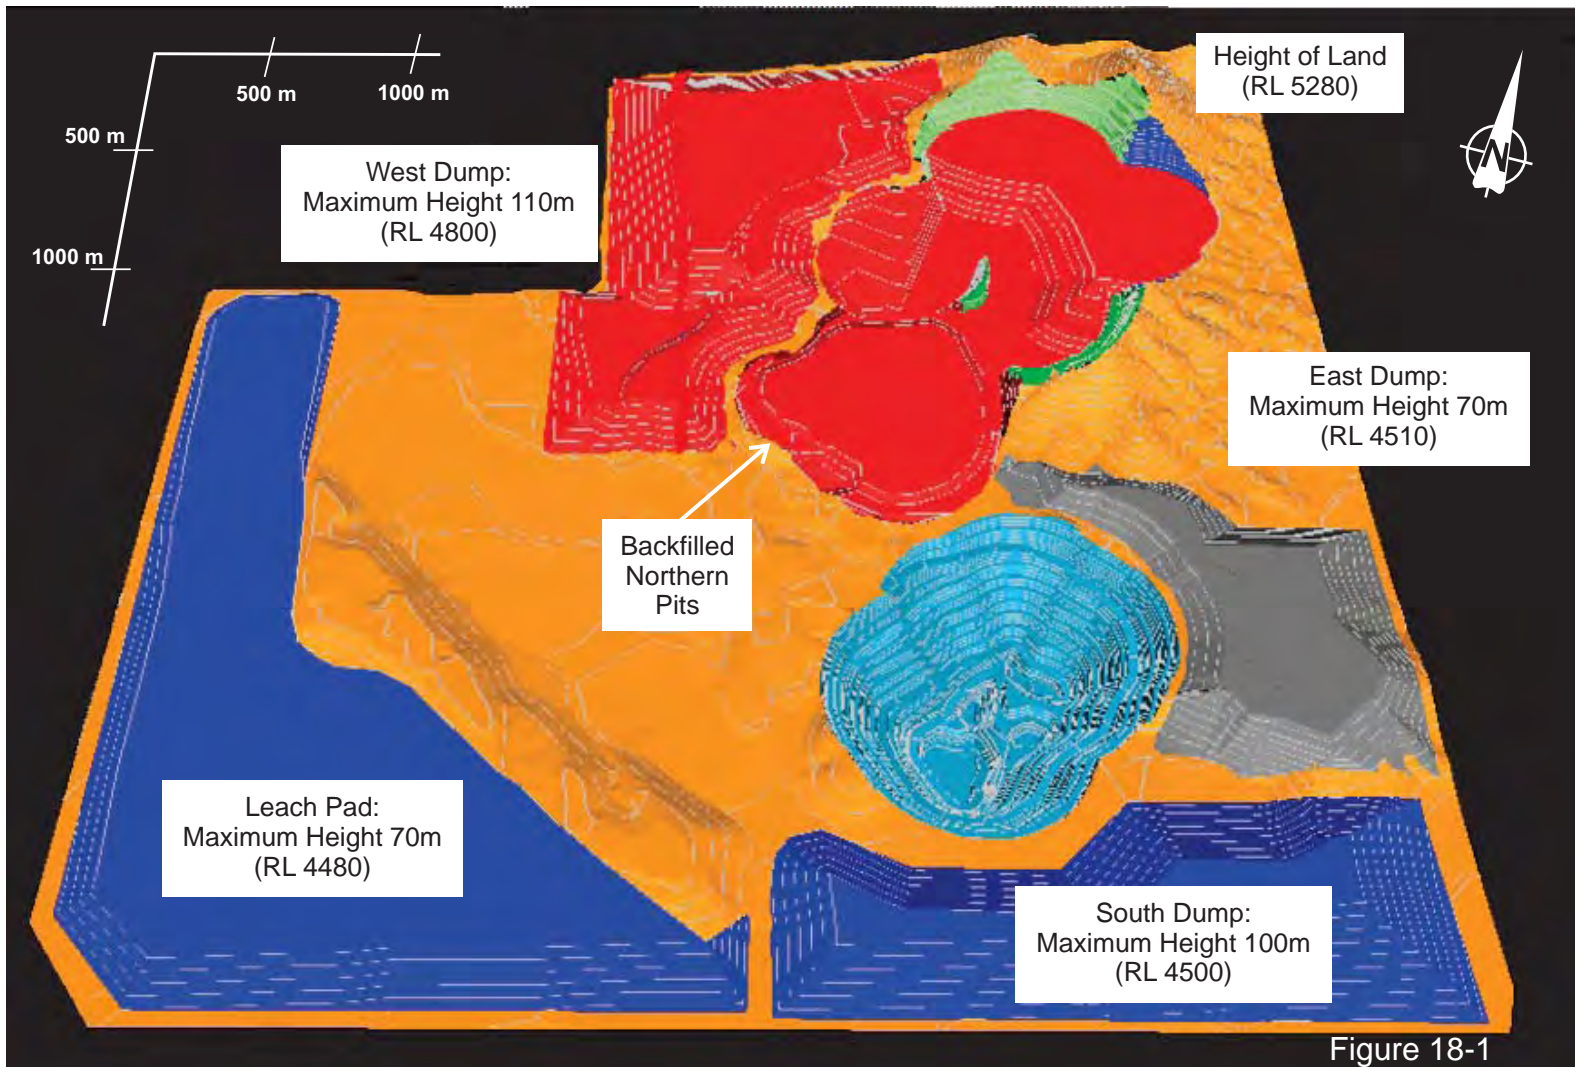 Height of Land
(RL 5280)
500 m
1000 m
500 m
1000 m
N
West Dump:
Maximum Height 110m
(RL 4800)
East Dump:
Maximum Height 70m
(RL 4510)
Backfilled
Northern
Pits
Leach Pad:
Maximum Height 70m
(RL 4480)
South Dump:
Maximum Height 100m
(RL 4500)
Figure 18-1